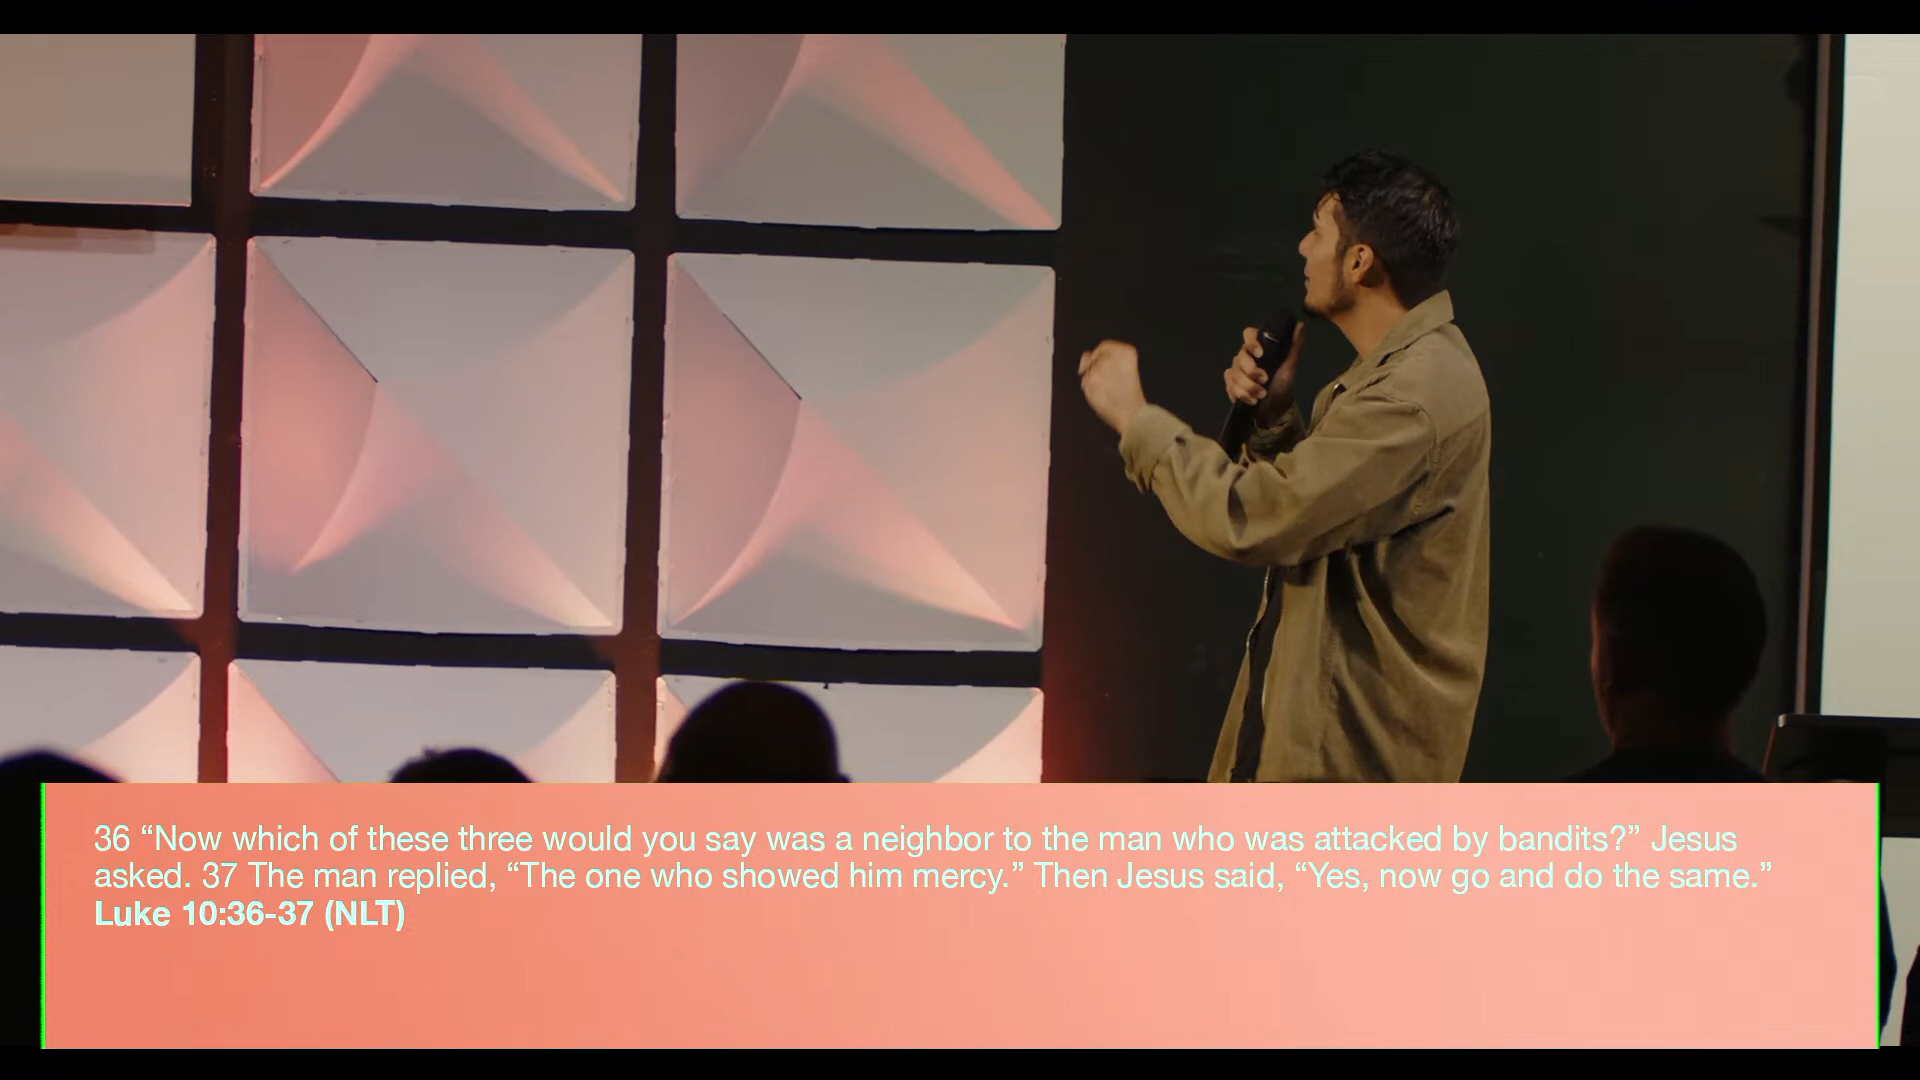 36 “Now which of these three would you say was a neighbor to the man who was attacked by bandits?” Jesus
asked. 37 The man replied, “The one who showed him mercy.” Then Jesus said, “Yes, now go and do the same.”
Luke 10:36-37 (NLT)